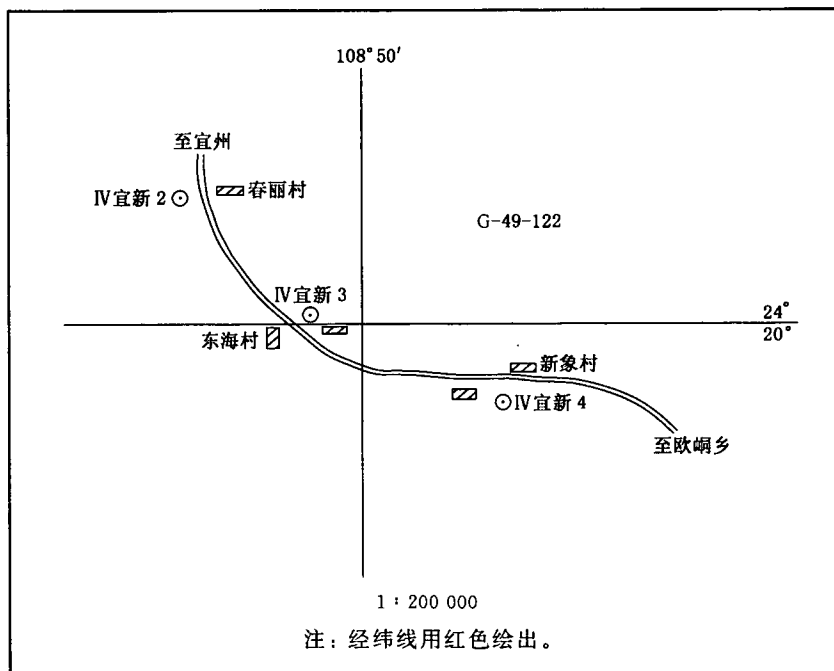 108°50′
至宜州
Ⅳ宜新2
春丽村
G-49-122
Ⅳ宜新3
24°
20°
东海村
新象村
Ⅳ宜新4
至欧峒乡
1：200 000
注：经纬线用红色绘出。